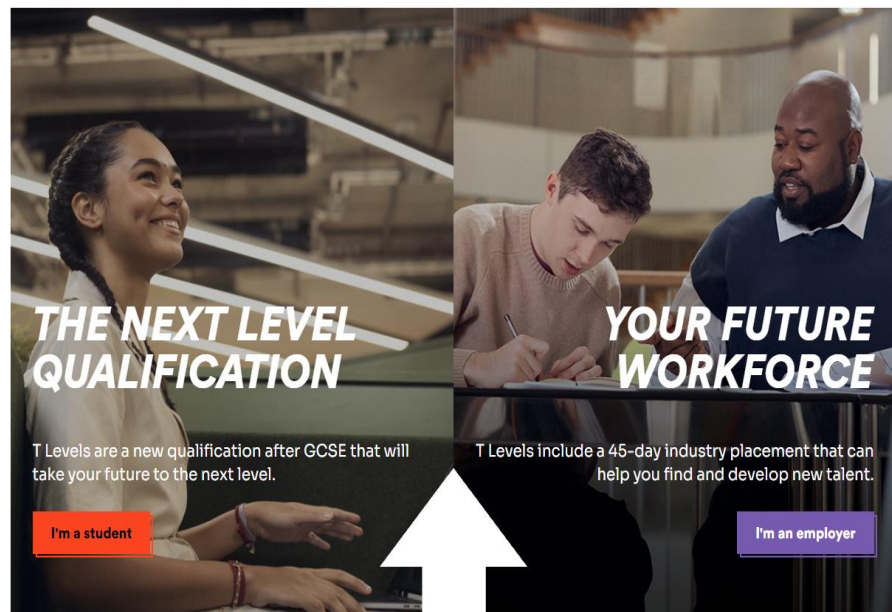 THE NEXT LEVEL
QUALIFICATION
T Levels are a new qualification after GCSE that will
take your future to the next level.
I'm a student
YOUR FUTURE
WORKFORCE
T Levels include a 45-day industry placement that can
help you find and develop new talent.
I'm an employer